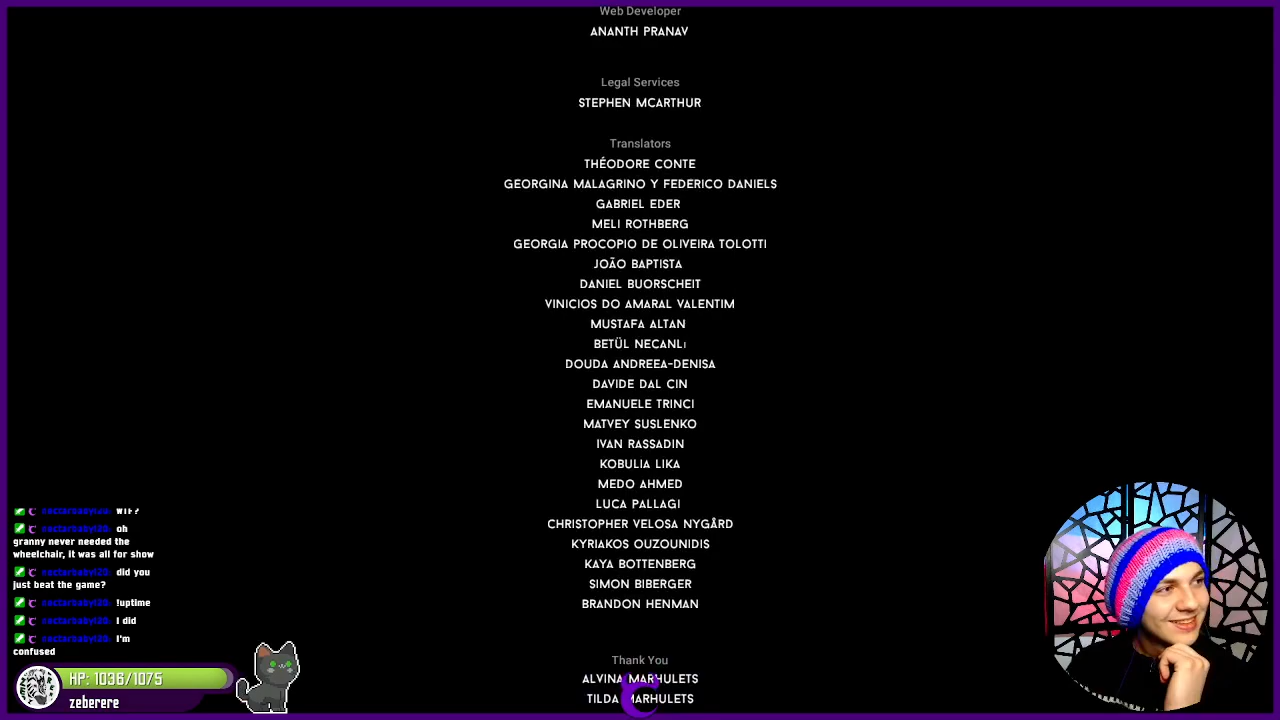 Web Developer
ANANTH PRANAV
Legal Services
STEPHEN MCARTHUR
Translators
THÉODORE CONTE
GEORGINA MALAGRINO Y FEDERICO DANIELS
GABRIEL EDER
MELI ROTHBERG
GEORGIA PROCOPIO DE OLIVEIRA TOLOTTI
JOÃO BAPTISTA
DANIEL BUORSCHEIT
VINICIOS DO AMARAL VALENTIM
MUSTAFA ALTAN
BETÜL NECANLı
DOUDA ANDREEA-DENISA
DAVIDE DAL CIN
EMANUELE TRINCI
MATVEY SUSLENKO
IVAN RASSADIN
KOBULIA LIKA
MEDO AHMED
LUCA PALLAGI
CHRISTOPHER VELOSA NYGÅRD
KYRIAKOS OUZOUNIDIS
KAYA BOTTENBERG
SIMON BIBERGER
BRANDON HENMAN
Thank You
ALVINA MARHULETS
TILDA MARHULETS
WTF?
oh
granny never needed the
wheelchair, it was all for show
did you
just beat the game?
!uptime
I did
I'm
confused
HP: 1036/1075
zeberere